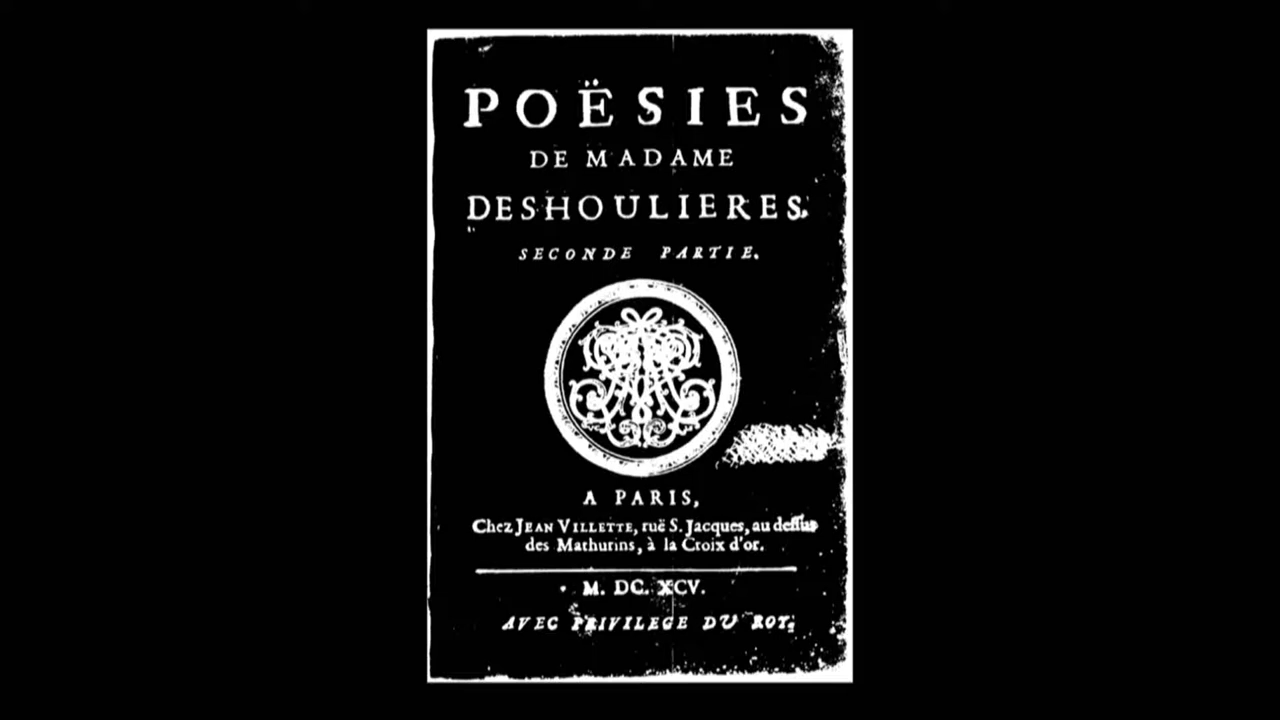 POËSIES
DE MADAME
DESHOULIERES.
SECONDE PARTIE.
A PARIS,
Chez JEAN VILLETTE, ruë S. Jacques, au dessus
des Mathurins, à la Croix d'or.
M. DC. XCV.
AVEC PRIVILEGE DU ROY.